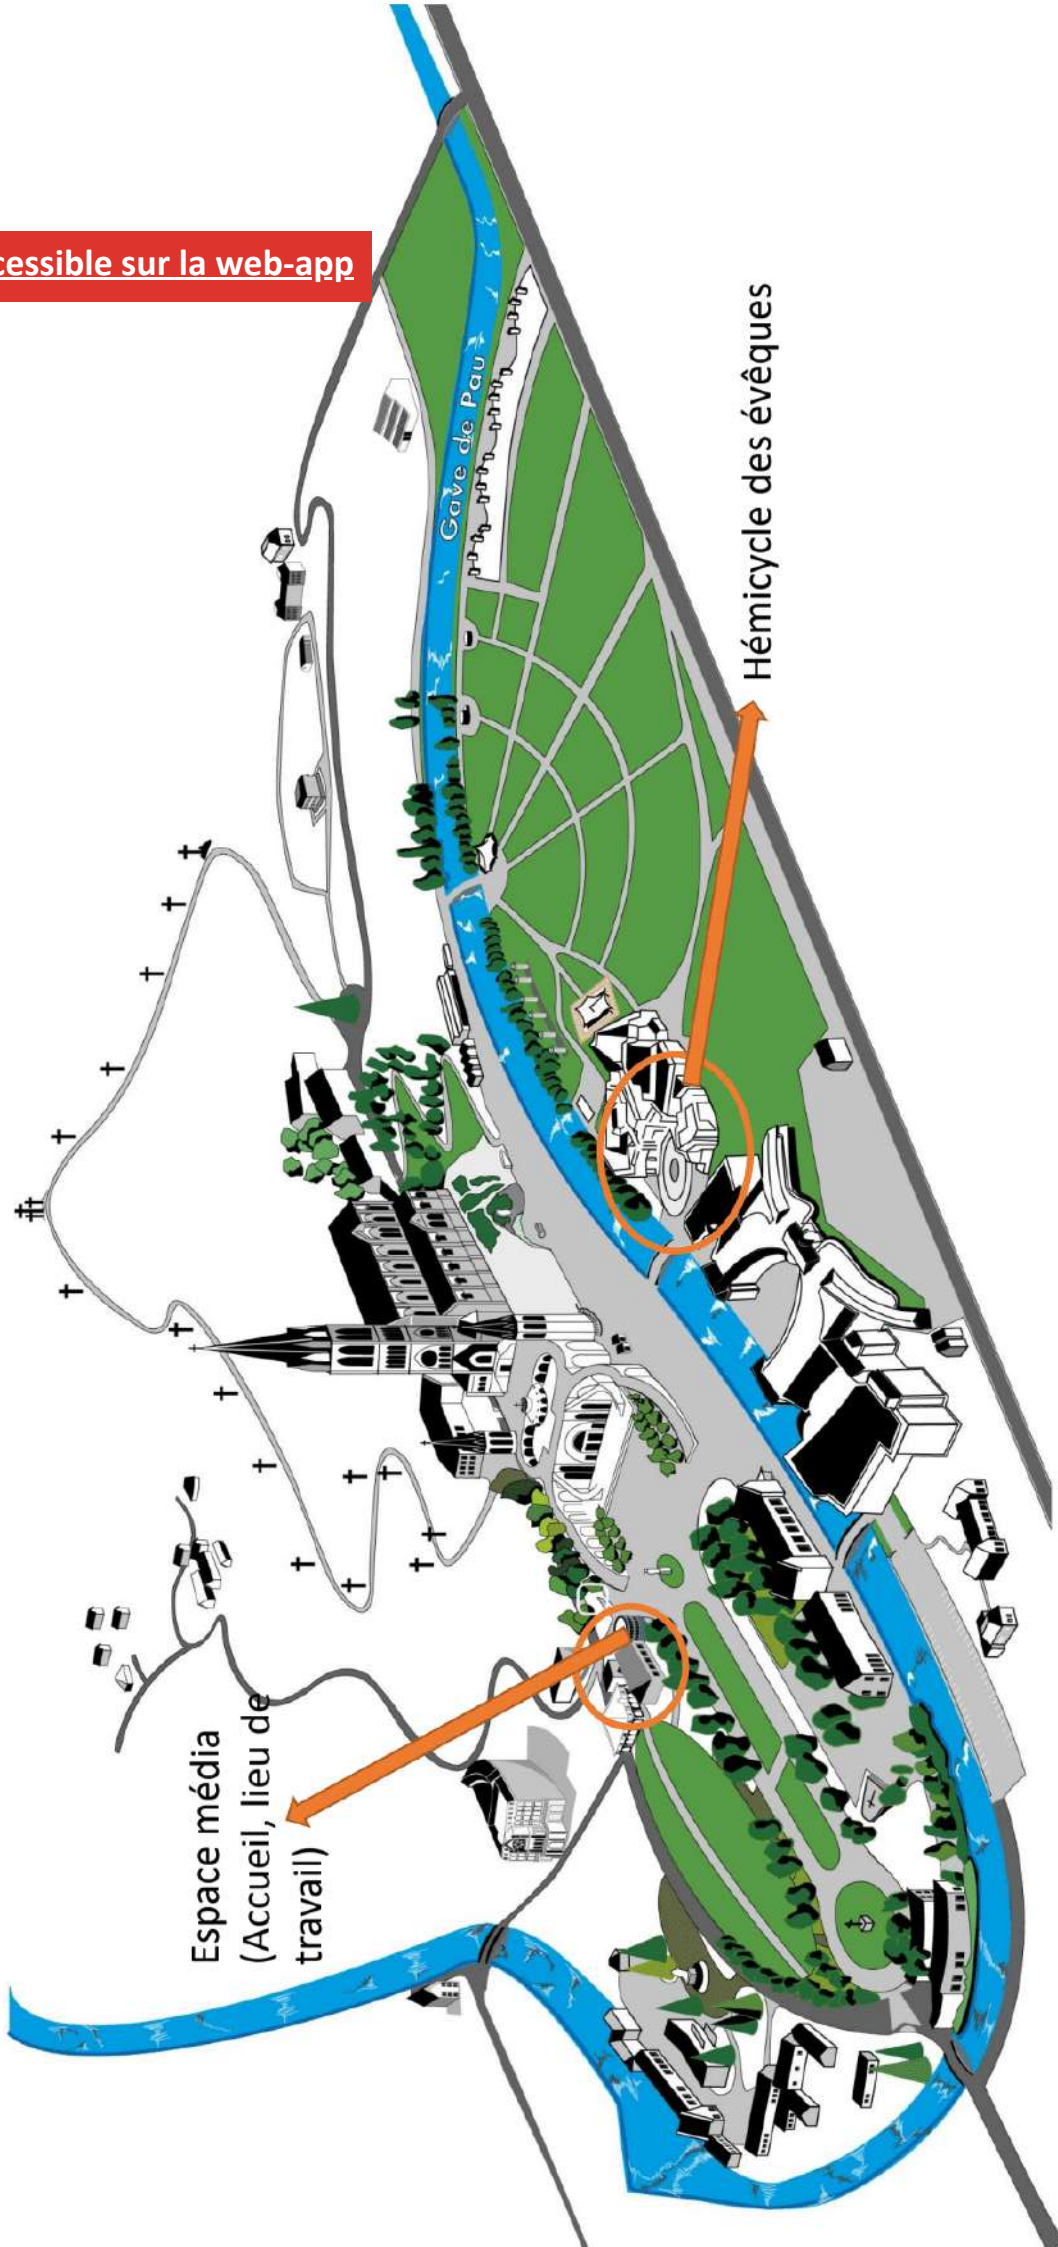 cessible sur la web-app
Gave de Pau
Hémicycle des évêques
Espace média
(Accueil, lieu de
travail)